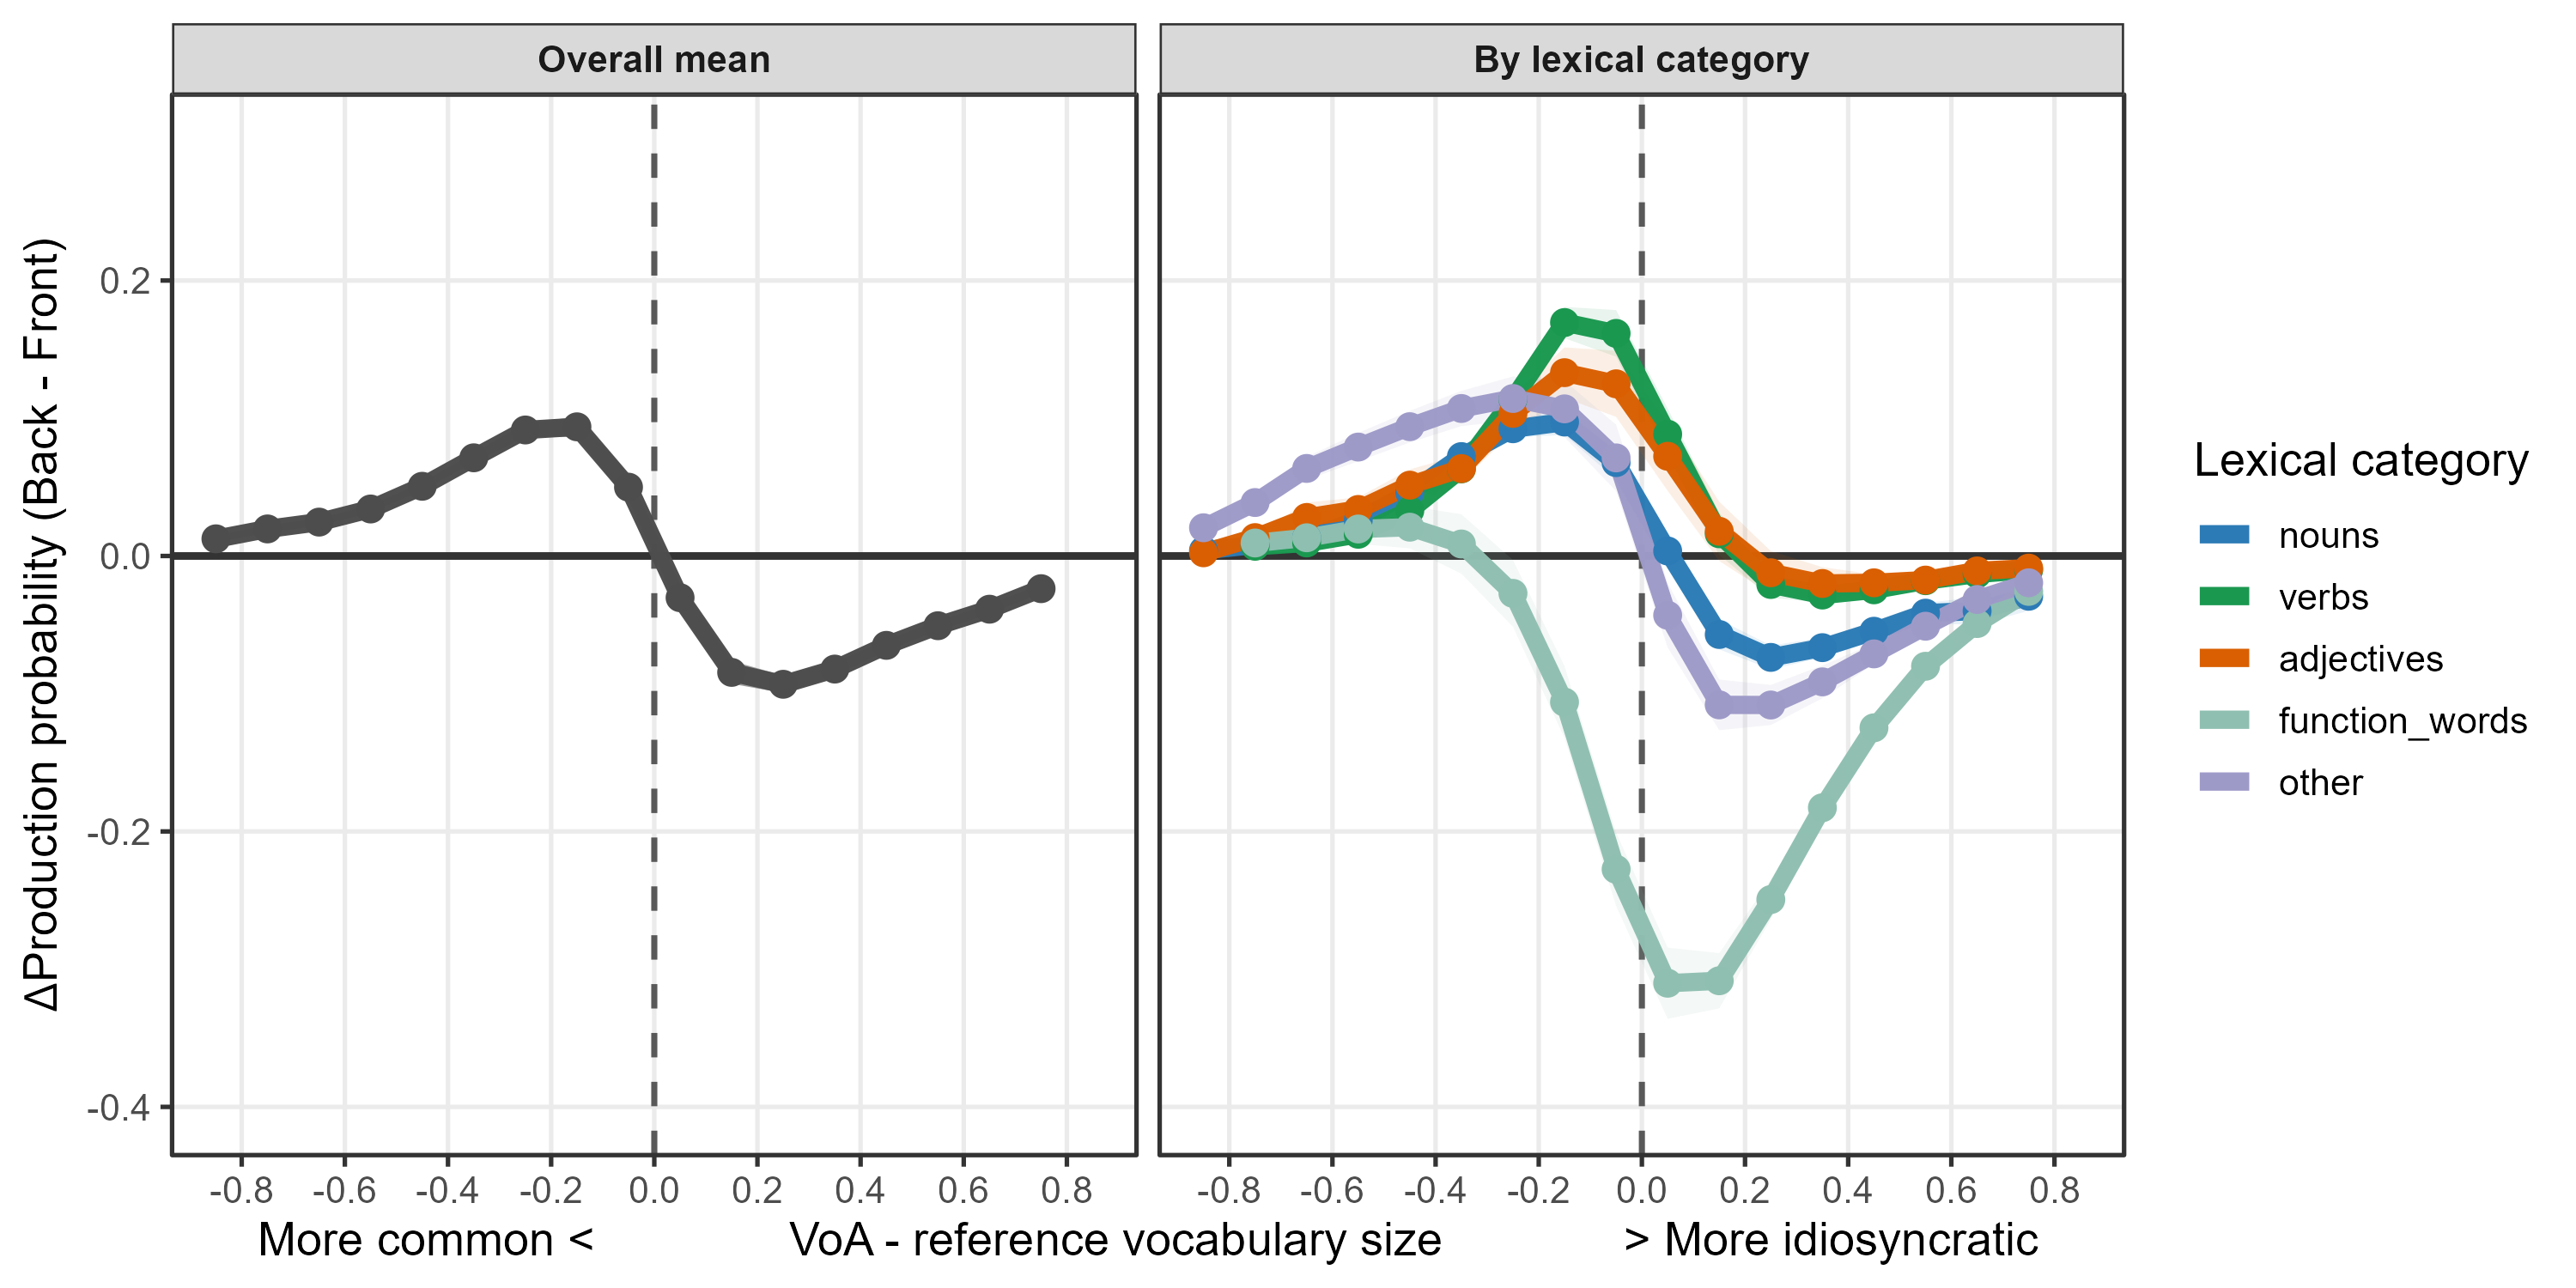 Overall mean
By lexical category
ΔProduction probability (Back - Front)
0.2
0.0
-0.2
-0.4
-0.8 -0.6 -0.4 -0.2 0.0 0.2 0.4 0.6 0.8
-0.8 -0.6 -0.4 -0.2 0.0 0.2 0.4 0.6 0.8
More common < VoA - reference vocabulary size > More idiosyncratic
Lexical category
nouns
verbs
adjectives
function_words
other